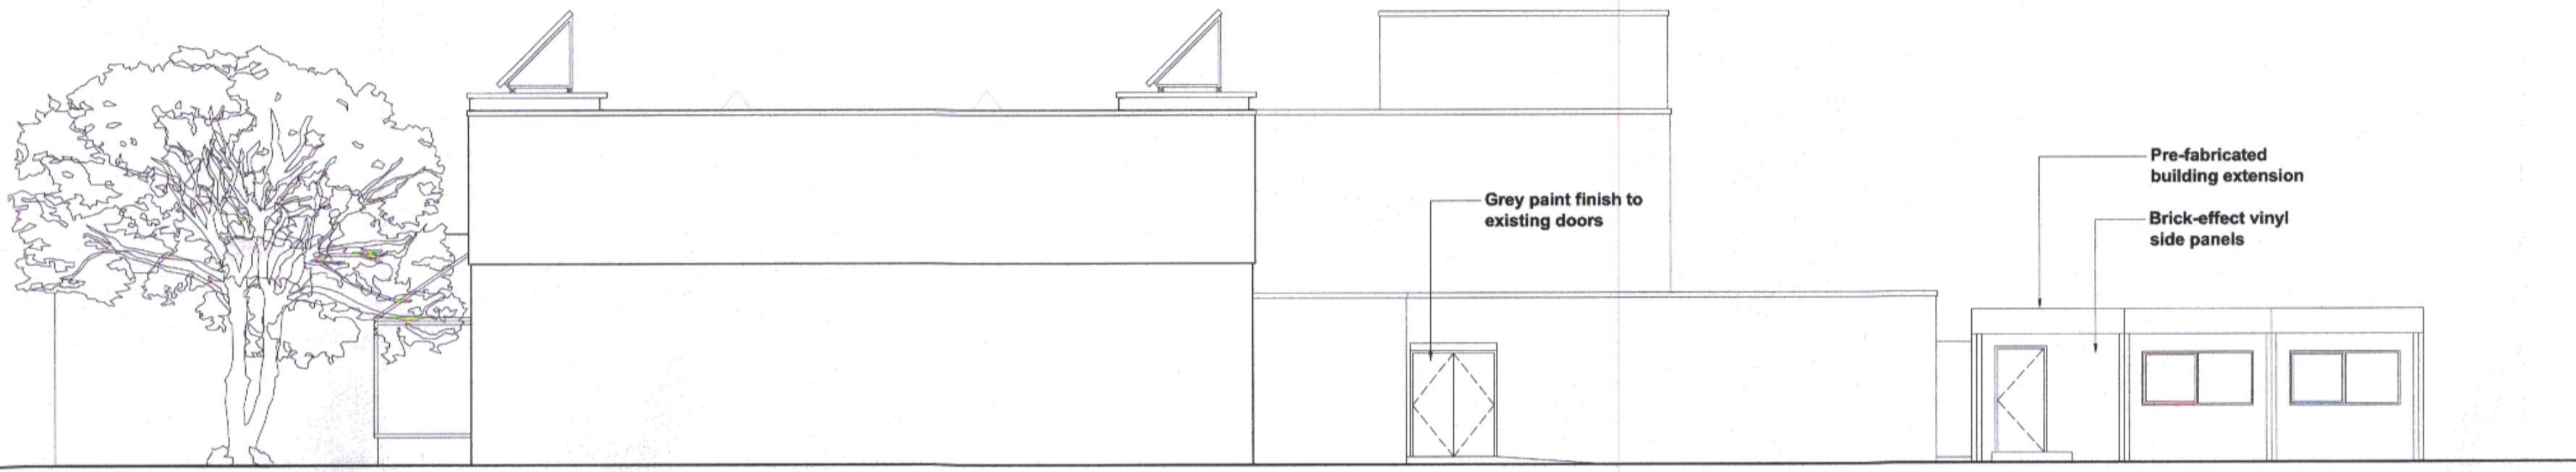 Grey paint finish to
existing doors
Pre-fabricated
building extension
Brick-effect vinyl
side panels